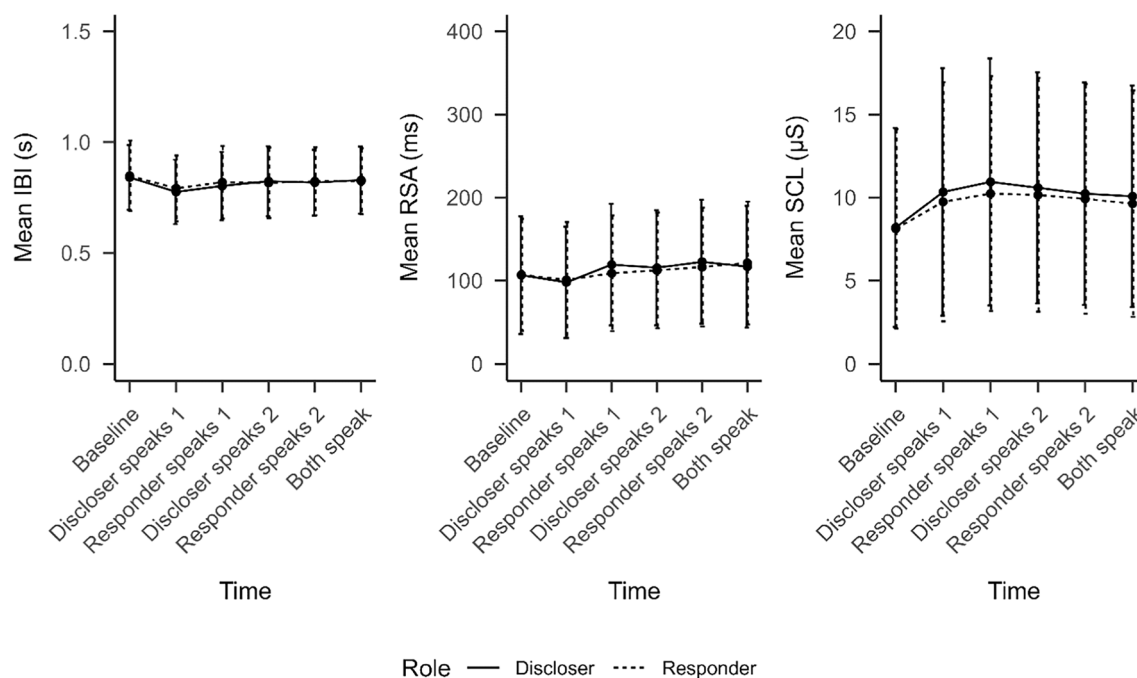 Mean IBI (s)
1.5
1.0
0.5
0.0
Baseline
Discloser speaks 1
Responder speaks 1
Discloser speaks 2
Responder speaks 2
Both speak
Time
Mean RSA (ms)
400
300
200
100
0
Baseline
Discloser speaks 1
Responder speaks 1
Discloser speaks 2
Responder speaks 2
Both speak
Time
Mean SCL (µS)
20
15
10
5
0
Baseline
Discloser speaks 1
Responder speaks 1
Discloser speaks 2
Responder speaks 2
Both speak
Time
Role Discloser Responder